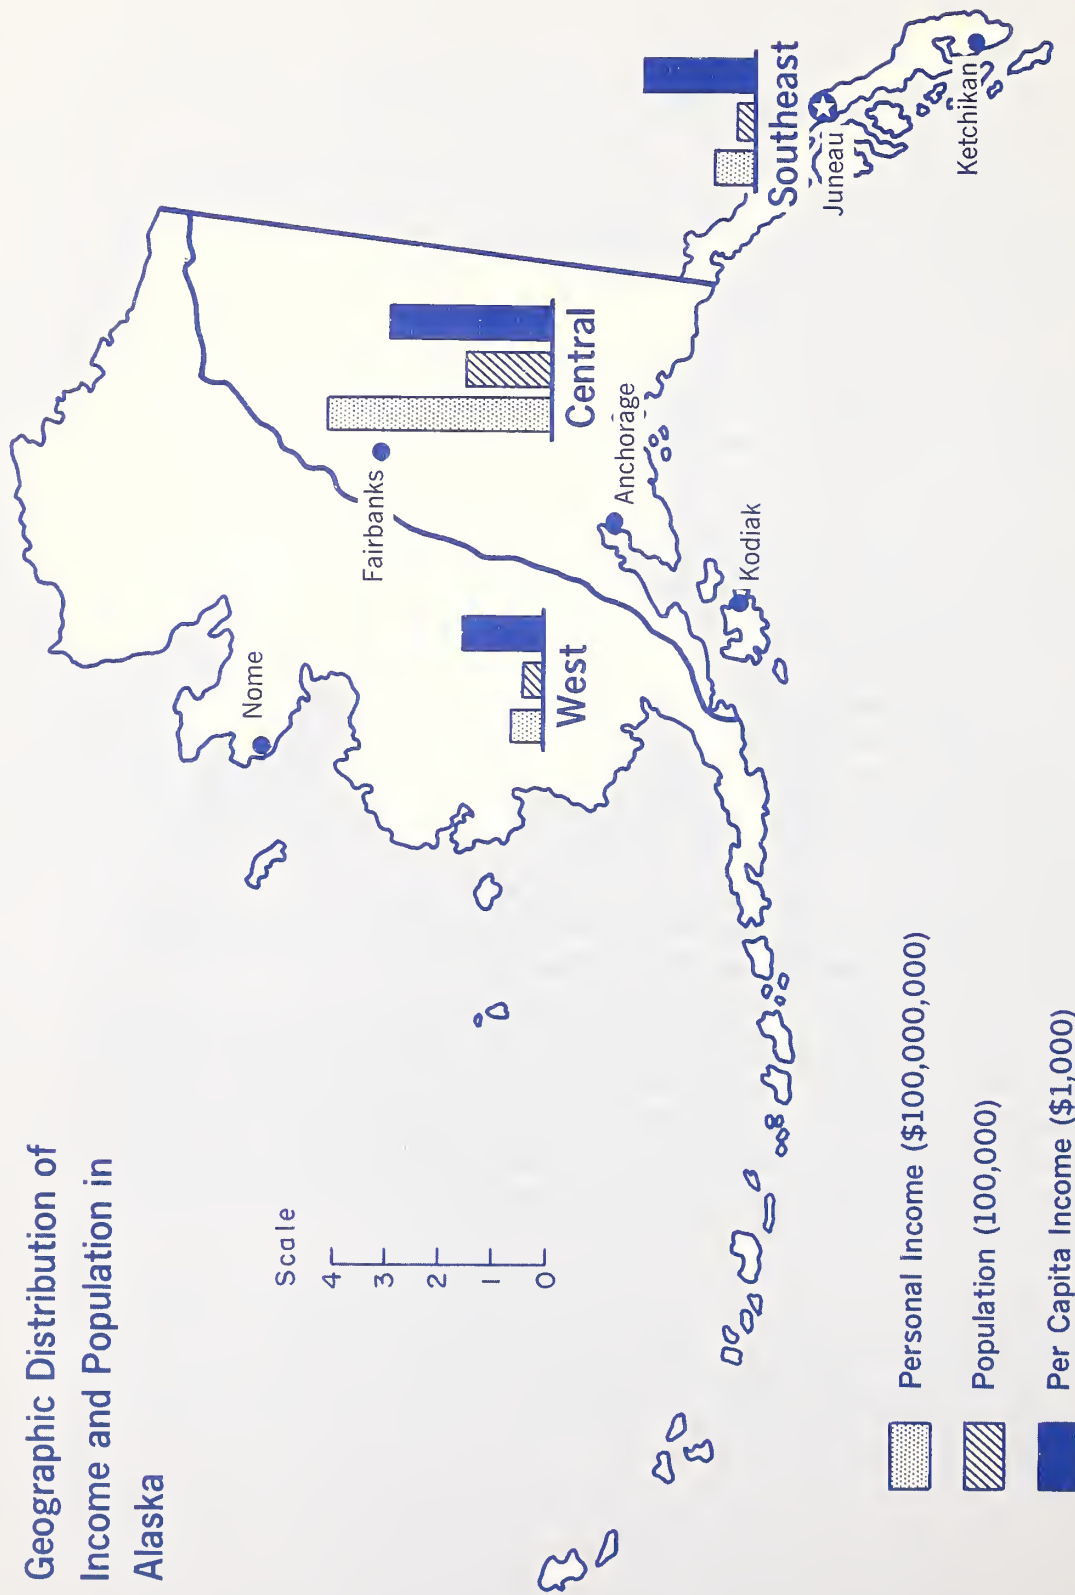 Geographic Distribution of
Income and Population in
Alaska
Scale
4
3
2
1
0
Nome
Fairbanks
West
Central
Anchorage
Kodiak
Southeast
Juneau
Ketchikan
Personal Income ($100,000,000)
Population (100,000)
Per Capita Income ($1,000)